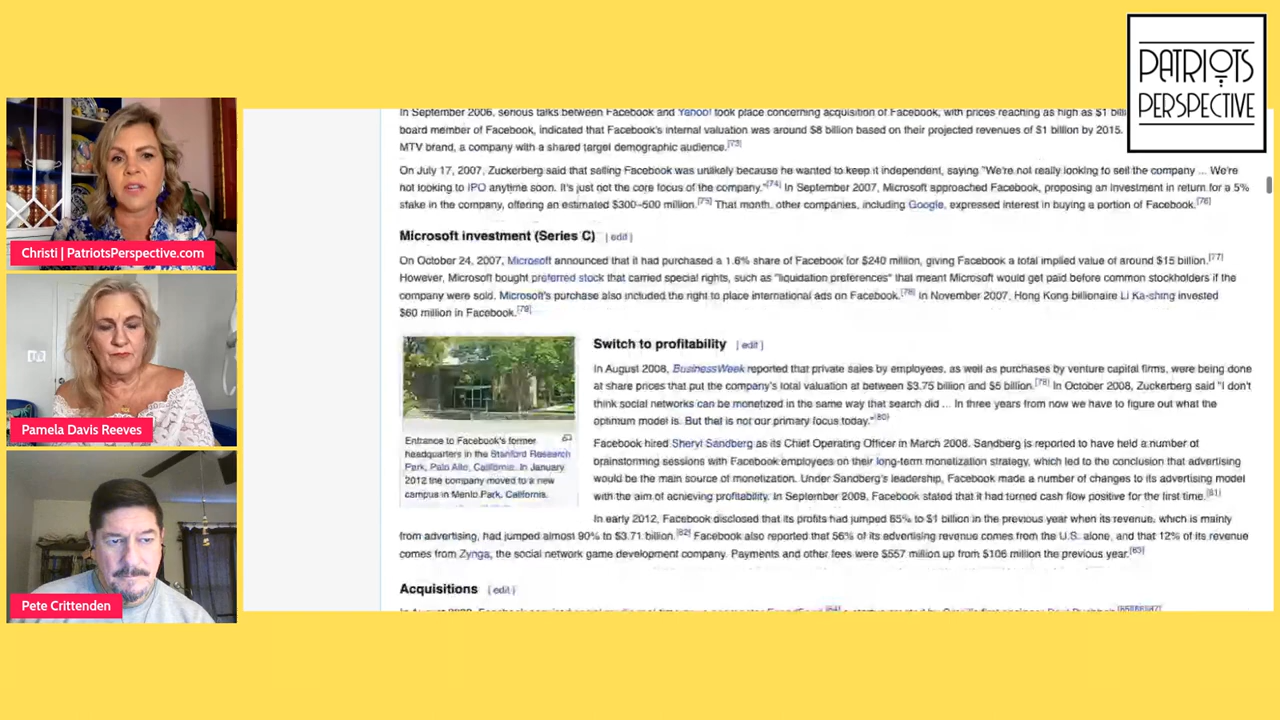 PATRIOTS
PERSPECTIVE
Christi | PatriotsPerspective.com
Pamela Davis Reeves
Pete Crittenden
In September 2006, serious talks between Facebook and Yahoo! took place concerning acquisition of Facebook, with prices reaching as high as $1
board member of Facebook, indicated that Facebook's internal valuation was around $8 billion based on their projected revenues of $1 billion by 2015.
MTV brand, a company with a shared target demographic audience.[73]
On July 17, 2007, Zuckerberg said that selling Facebook was unlikely because he wanted to keep it independent, saying "We're not really looking to sell the company ... We're
not looking to IPO anytime soon. It's just not the core focus of the company."[74] In September 2007, Microsoft approached Facebook, proposing an investment in return for a 5%
stake in the company, offering an estimated $300–500 million.[75] That month, other companies, including Google, expressed interest in buying a portion of Facebook.[76]
Microsoft investment (Series C) [edit]
On October 24, 2007, Microsoft announced that it had purchased a 1.6% share of Facebook for $240 million, giving Facebook a total implied value of around $15 billion.[77]
However, Microsoft bought preferred stock that carried special rights, such as "liquidation preferences" that meant Microsoft would get paid before common stockholders if the
company were sold. Microsoft's purchase also included the right to place international ads on Facebook.[78] In November 2007, Hong Kong billionaire Li Ka-shing invested
$60 million in Facebook.[79]
Entrance to Facebook's former
headquarters in the Stanford Research
Park, Palo Alto, California. In January
2012 the company moved to a new
campus in Menlo Park, California.
Switch to profitability [edit]
In August 2008, BusinessWeek reported that private sales by employees, as well as purchases by venture capital firms, were being done
at share prices that put the company's total valuation at between $3.75 billion and $5 billion.[78] In October 2008, Zuckerberg said "I don't
think social networks can be monetized in the same way that search did ... In three years from now we have to figure out what the
optimum model is. But that is not our primary focus today."[80]
Facebook hired Sheryl Sandberg as its Chief Operating Officer in March 2008. Sandberg is reported to have held a number of
brainstorming sessions with Facebook employees on their long-term monetization strategy, which led to the conclusion that advertising
would be the main source of monetization. Under Sandberg's leadership, Facebook made a number of changes to its advertising model
with the aim of achieving profitability. In September 2009, Facebook stated that it had turned cash flow positive for the first time.[81]
In early 2012, Facebook disclosed that its profits had jumped 65% to $1 billion in the previous year when its revenue, which is mainly
from advertising, had jumped almost 90% to $3.71 billion.[82] Facebook also reported that 56% of its advertising revenue comes from the U.S. alone, and that 12% of its revenue
comes from Zynga, the social network game development company. Payments and other fees were $557 million up from $106 million the previous year.[83]
Acquisitions [edit]